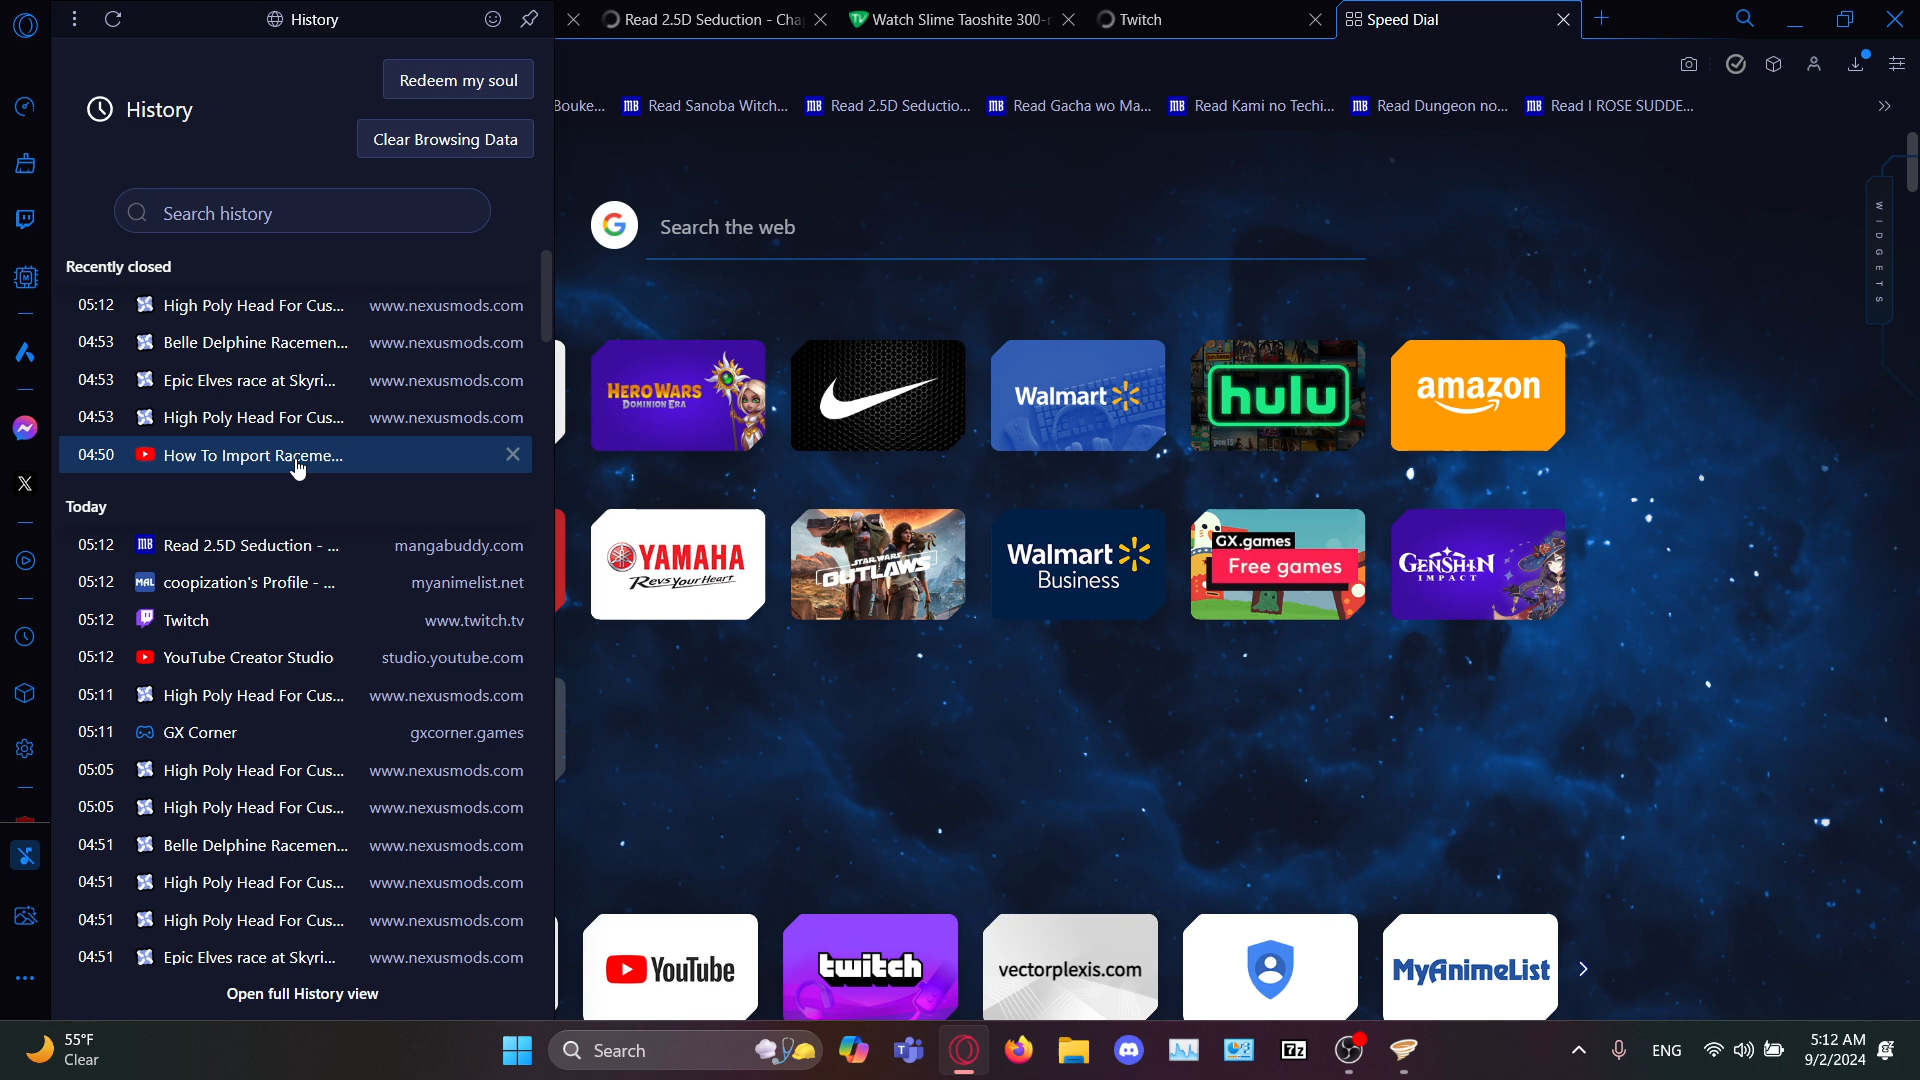 History
Read 2.5D Seduction - Cha
Watch Slime Taoshite 300-
Twitch
Speed Dial
History
Redeem my soul
Clear Browsing Data
Bouke...
Read Sanoba Witch...
Read 2.5D Seductio...
Read Gacha wo Ma...
Read Kami no Techi...
Read Dungeon no...
Read I ROSE SUDDE...
Search history
Search the web
WIDGETS
Recently closed
05:12 High Poly Head For Cus... www.nexusmods.com
04:53 Belle Delphine Racemen... www.nexusmods.com
04:53 Epic Elves race at Skyri... www.nexusmods.com
04:53 High Poly Head For Cus... www.nexusmods.com
04:50 How To Import Raceme...
Today
05:12 MB Read 2.5D Seduction - ... mangabuddy.com
05:12 MAL coopization's Profile - ... myanimelist.net
05:12 Twitch www.twitch.tv
05:12 YouTube Creator Studio studio.youtube.com
05:11 High Poly Head For Cus... www.nexusmods.com
05:11 GX Corner gxcorner.games
05:05 High Poly Head For Cus... www.nexusmods.com
05:05 High Poly Head For Cus... www.nexusmods.com
04:51 Belle Delphine Racemen... www.nexusmods.com
04:51 High Poly Head For Cus... www.nexusmods.com
04:51 High Poly Head For Cus... www.nexusmods.com
04:51 Epic Elves race at Skyri... www.nexusmods.com
Open full History view
HERO WARS
DOMINION ERA
Walmart
hulu
amazon
YAMAHA
Revs Your Heart
STAR WARS
OUTLAWS
Walmart
Business
GX.games
Free games
GENSHIN
IMPACT
YouTube
twitch
vectorplexis.com
MyAnimeList
55°F
Clear
Search
7z
ENG
5:12 AM
9/2/2024